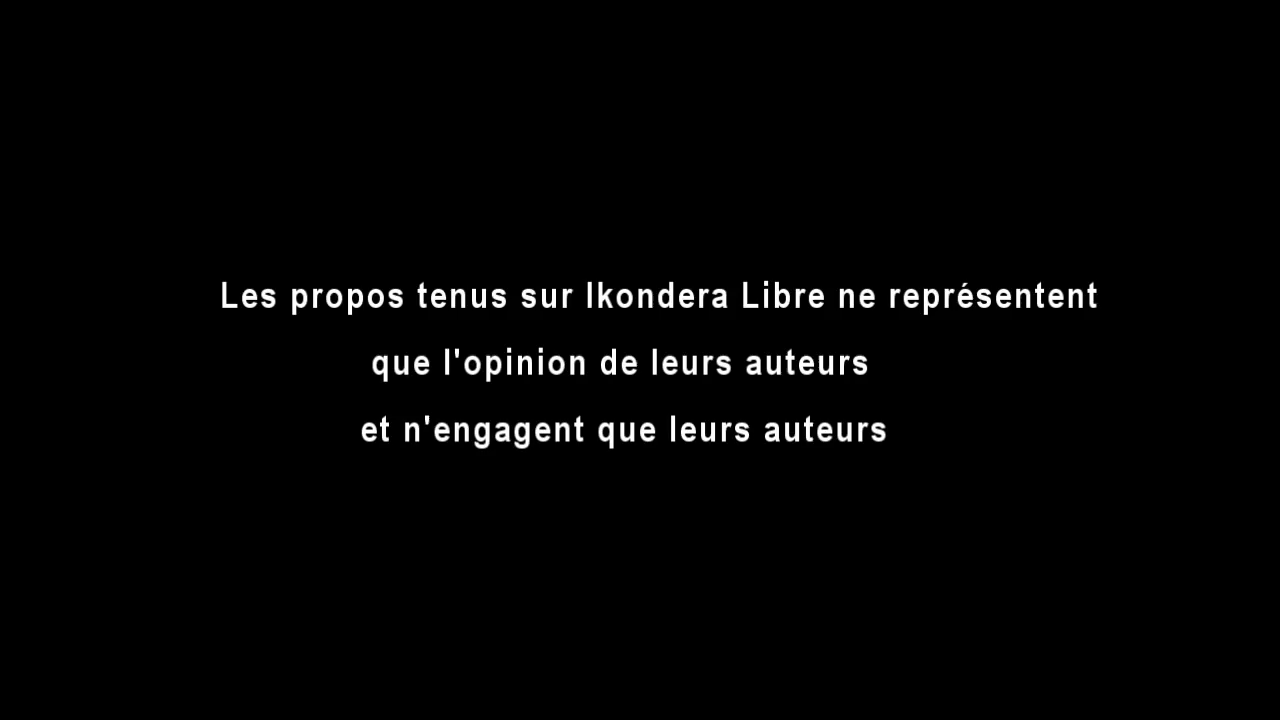 Les propos tenus sur Ikondera Libre ne représentent
que l'opinion de leurs auteurs
et n'engagent que leurs auteurs